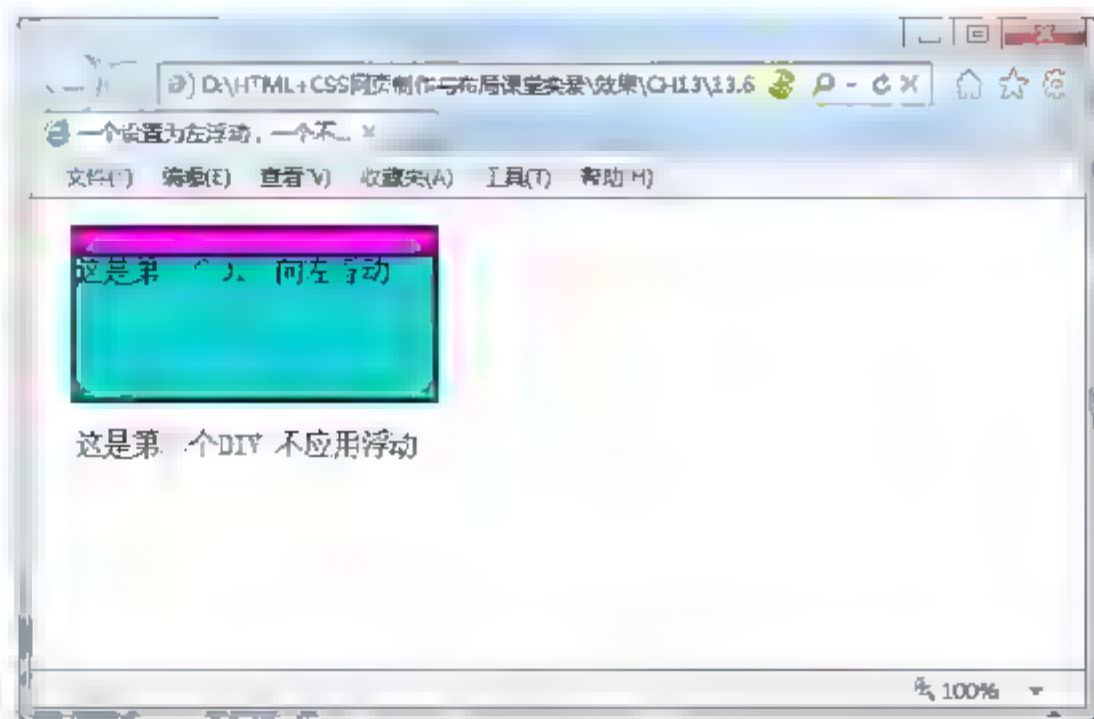 D:\HTML+CSS网页制作与布局课堂实录\效果\CH13\13.6
一个设置为左浮动,一个不...
文件(F) 编辑(E) 查看(V) 收藏夹(A) 工具(T) 帮助(H)
这是第 个 向左浮动
这是第 个DIV 不应用浮动
100%